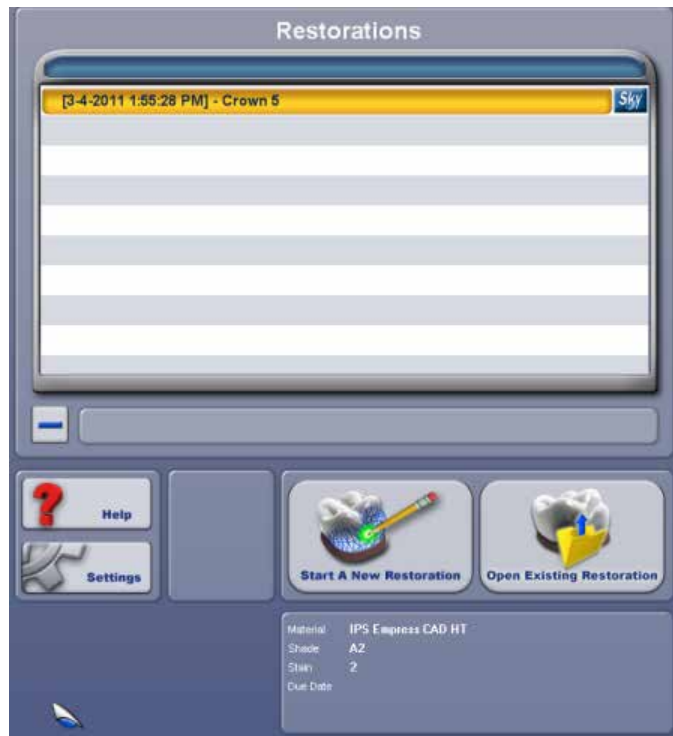 Restorations
[3-4-2011 1:55:28 PM] - Crown 5 Sky
Help
Settings
Start A New Restoration
Open Existing Restoration
Material IPS Empress CAD HT
Shade A2
Stain 2
Due Date